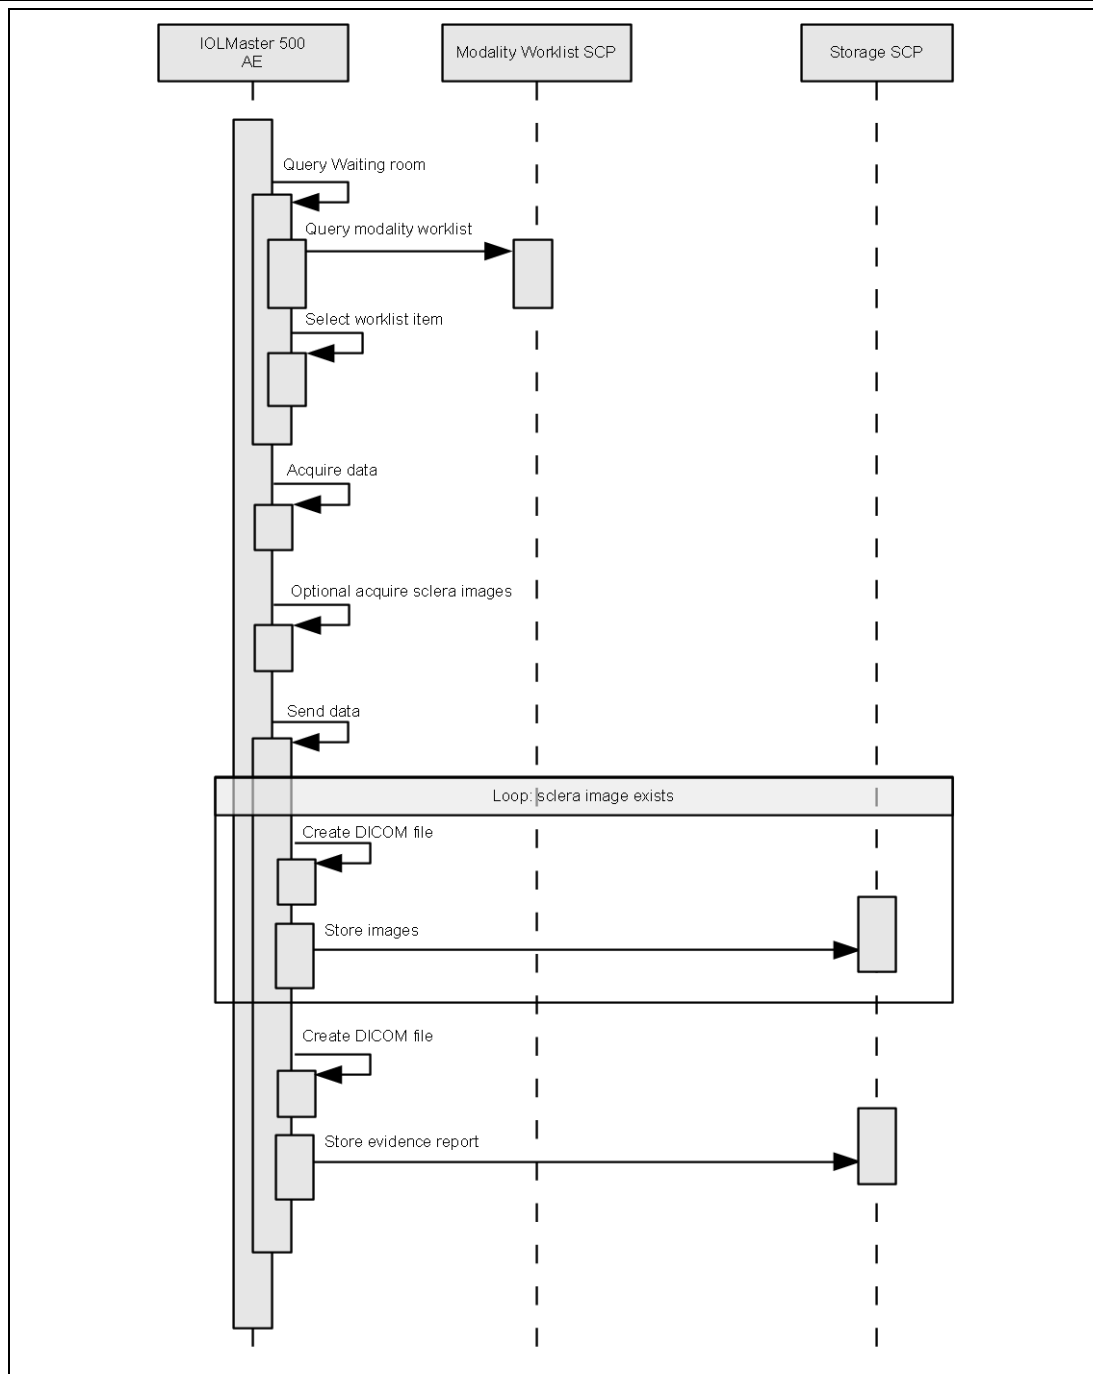 IOLMaster 500
AE
Modality Worklist SCP
Storage SCP
Query Waiting room
Query modality worklist
Select worklist item
Acquire data
Optional acquire sclera images
Send data
Loop: sclera image exists
Create DICOM file
Store images
Create DICOM file
Store evidence report